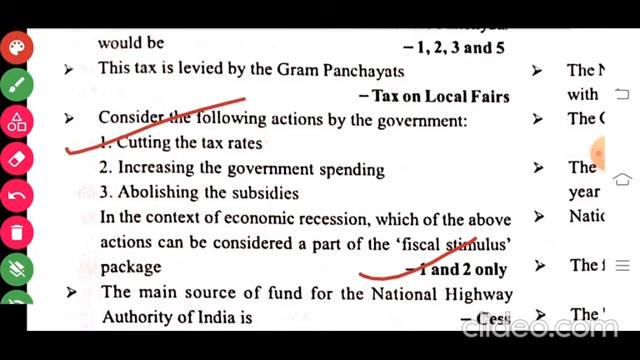 would be – 1, 2, 3 and 5
This tax is levied by the Gram Panchayats
– Tax on Local Fairs
Consider the following actions by the government:
1. Cutting the tax rates
2. Increasing the government spending
3. Abolishing the subsidies
In the context of economic recession, which of the above
actions can be considered a part of the 'fiscal stimulus'
package – 1 and 2 only
The main source of fund for the National Highway
Authority of India is – Cess
The
with
The
The
year
The
The
clideo.com